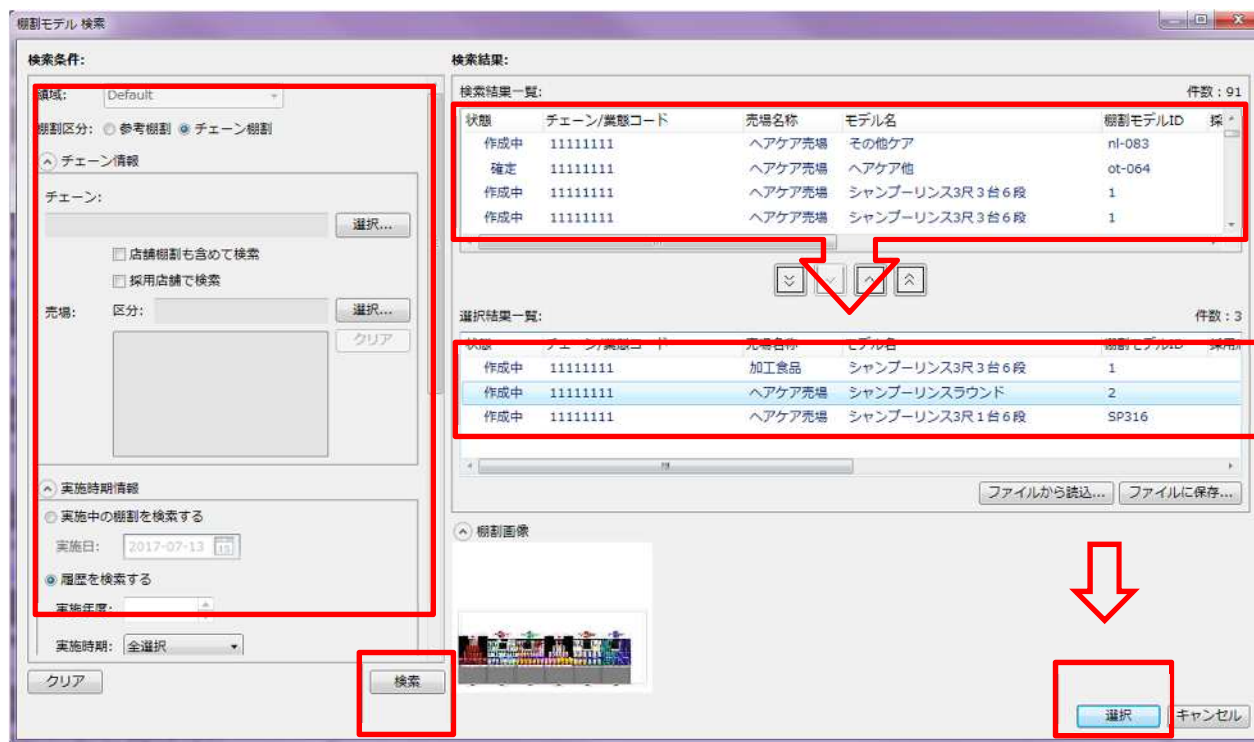 棚割モデル 検索
検索条件:
領域: Default
棚割区分: 参考棚割 チェーン棚割
チェーン情報
チェーン:
選択...
店舗棚割も含めて検索
採用店舗で検索
売場: 区分: 選択...
クリア
実施時期情報
実施中の棚割を検索する
実施日: 2017-07-13 15
履歴を検索する
実施年度:
実施時期: 全選択
クリア 検索
検索結果:
検索結果一覧: 件数：91
状態 チェーン/業態コード 売場名称 モデル名 棚割モデルID 採
作成中 11111111 ヘアケア売場 その他ケア nl-083
確定 11111111 ヘアケア売場 ヘアケア他 ot-064
作成中 11111111 ヘアケア売場 シャンプーリンス3尺３台６段 1
作成中 11111111 ヘアケア売場 シャンプーリンス3尺３台６段 1
選択結果一覧: 件数：3
状態 チェーン/業態コード 売場名称 モデル名 棚割モデルID 採用
作成中 11111111 加工食品 シャンプーリンス3尺３台６段 1
作成中 11111111 ヘアケア売場 シャンプーリンスラウンド 2
作成中 11111111 ヘアケア売場 シャンプーリンス3尺１台６段 SP316
ファイルから読込... ファイルに保存...
棚割画像
選択 キャンセル